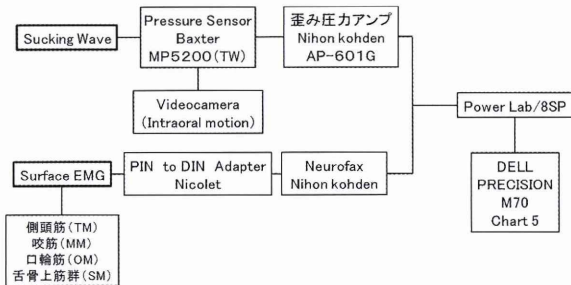 Sucking Wave
Pressure Sensor
Baxter
MP5200(TW)
歪み圧力アンプ
Nihon kohden
AP-601G
Videocamera
(Intraoral motion)
Power Lab/8SP
Surface EMG
PIN to DIN Adapter
Nicolet
Neurofax
Nihon kohden
DELL
PRECISION
M70
Chart 5
側頭筋(TM)
咬筋(MM)
口輪筋(OM)
舌骨上筋群(SM)